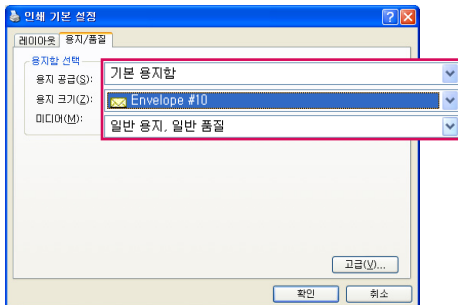 인쇄 기본 설정
레이아웃 용지/품질
용지함 선택
용지 공급(S): 기본 용지함
용지 크기(Z): Envelope #10
미디어(M): 일반 용지, 일반 품질
고급(V)...
확인 취소